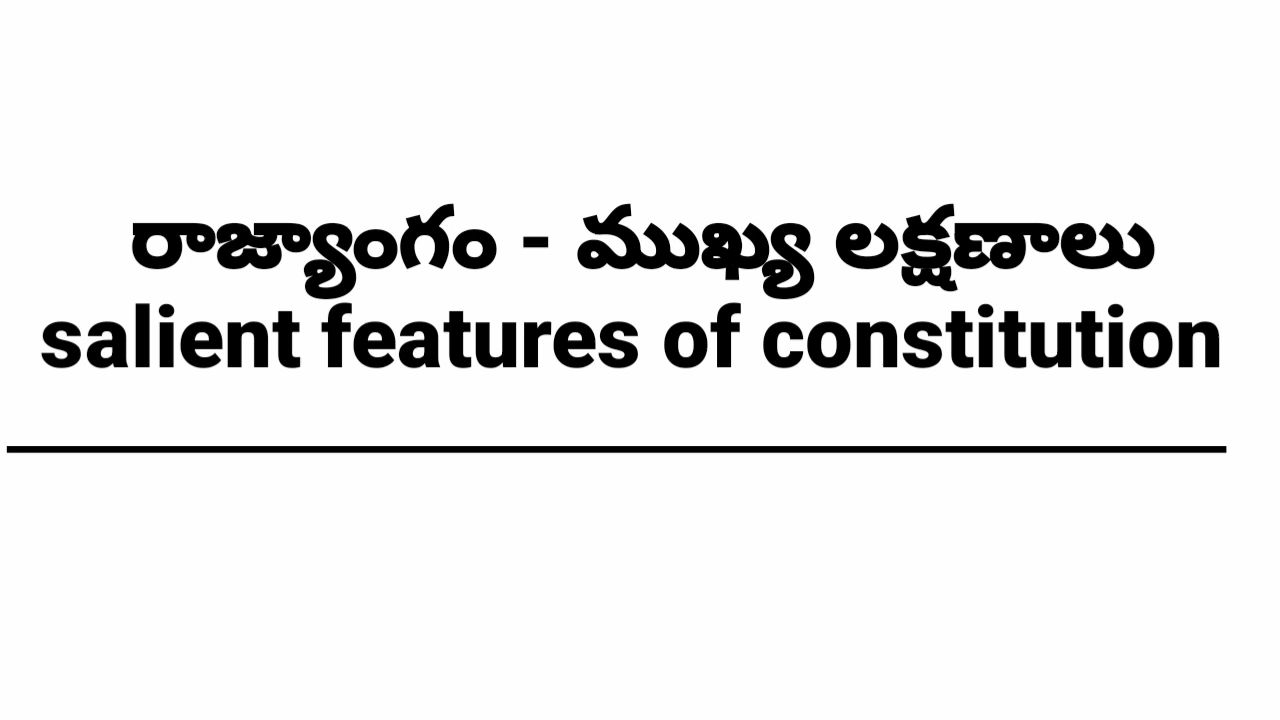 రాజ్యాంగం - ముఖ్య లక్షణాలు
salient features of constitution